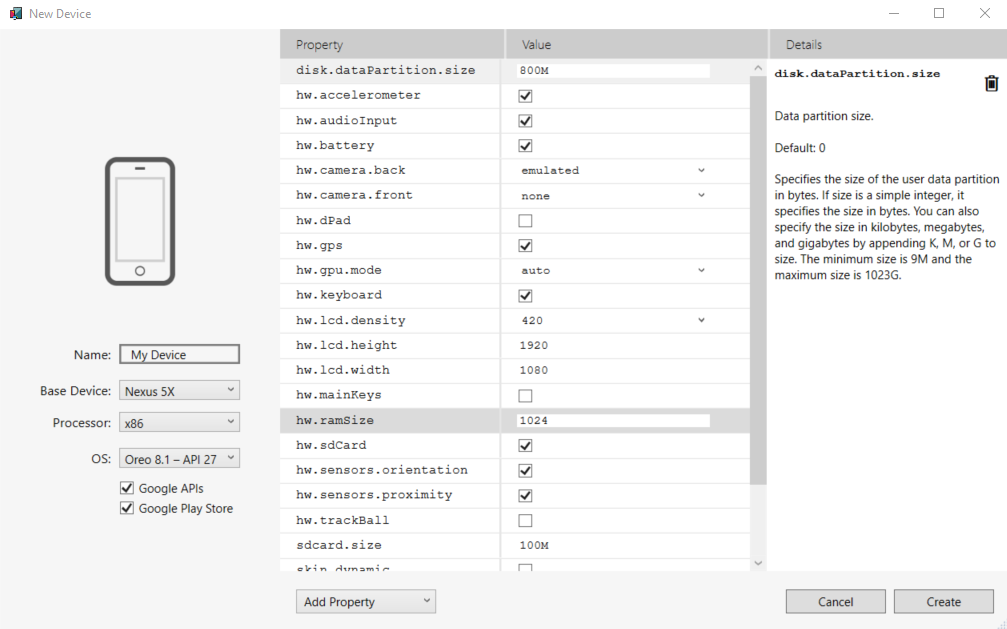 New Device
Property Value Details
disk.dataPartition.size 800M
hw.accelerometer
hw.audioInput
hw.battery
hw.camera.back emulated
hw.camera.front none
hw.dPad
hw.gps
hw.gpu.mode auto
hw.keyboard
hw.lcd.density 420
hw.lcd.height 1920
hw.lcd.width 1080
hw.mainKeys
hw.ramSize 1024
hw.sdCard
hw.sensors.orientation
hw.sensors.proximity
hw.trackBall
sdcard.size 100M
skin.dynamic
disk.dataPartition.size
Data partition size.
Default: 0
Specifies the size of the user data partition
in bytes. If size is a simple integer, it
specifies the size in bytes. You can also
specify the size in kilobytes, megabytes,
and gigabytes by appending K, M, or G to
size. The minimum size is 9M and the
maximum size is 1023G.
Name: My Device
Base Device: Nexus 5X
Processor: x86
OS: Oreo 8.1 – API 27
Google APIs
Google Play Store
Add Property
Cancel Create